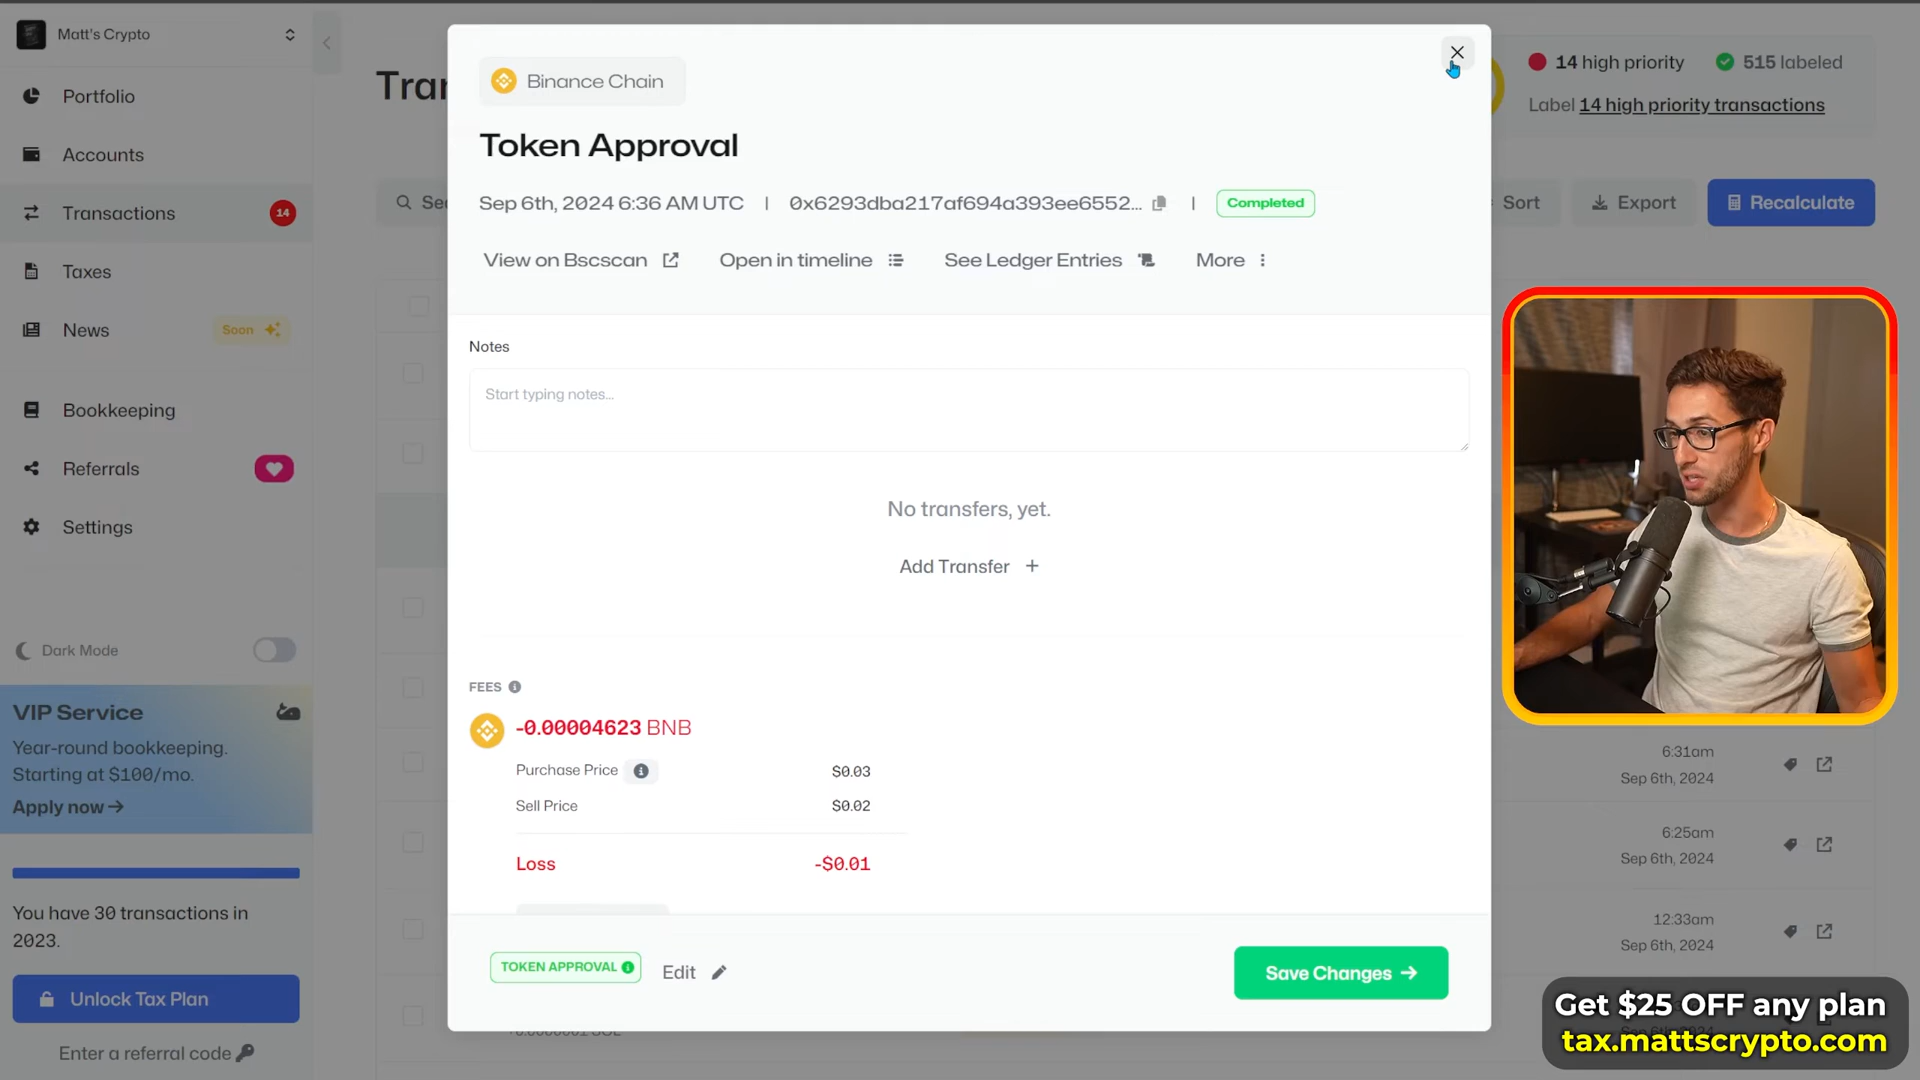 Matt's Crypto
Portfolio
Accounts
Transactions
14
Taxes
News
Soon
Bookkeeping
Referrals
Settings
Dark Mode
VIP Service
Year-round bookkeeping.
Starting at $100/mo.
Apply now →
You have 30 transactions in
2023.
Unlock Tax Plan
Enter a referral code
Binance Chain
Token Approval
Sep 6th, 2024 6:36 AM UTC | 0x6293dba217af694a393ee6552... | Completed
View on Bscscan
Open in timeline
See Ledger Entries
More
Notes
Start typing notes...
No transfers, yet.
Add Transfer +
FEES
-0.00004623 BNB
Purchase Price
$0.03
Sell Price
$0.02
Loss
-$0.01
TOKEN APPROVAL
Edit
Save Changes →
14 high priority
515 labeled
Label 14 high priority transactions
Sort
Export
Recalculate
6:31am
Sep 6th, 2024
6:25am
Sep 6th, 2024
12:33am
Sep 6th, 2024
Get $25 OFF any plan
tax.mattscrypto.com